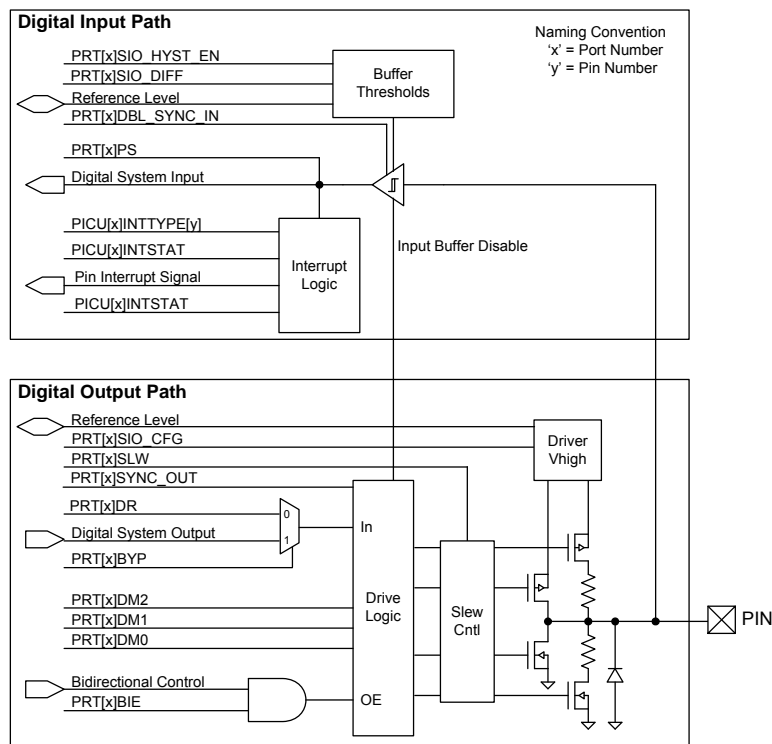 Digital Input Path
Naming Convention
‘x’ = Port Number
‘y’ = Pin Number
PRT[x]SIO_HYST_EN
PRT[x]SIO_DIFF
Reference Level
PRT[x]DBL_SYNC_IN
Buffer
Thresholds
PRT[x]PS
Digital System Input
PICU[x]INTTYPE[y]
PICU[x]INTSTAT
Pin Interrupt Signal
PICU[x]INTSTAT
Interrupt
Logic
Input Buffer Disable
Digital Output Path
Reference Level
PRT[x]SIO_CFG
PRT[x]SLW
PRT[x]SYNC_OUT
Driver
Vhigh
PRT[x]DR
Digital System Output
PRT[x]BYP
0
1
In
PRT[x]DM2
PRT[x]DM1
PRT[x]DM0
Drive
Logic
Slew
Cntl
PIN
Bidirectional Control
PRT[x]BIE
OE